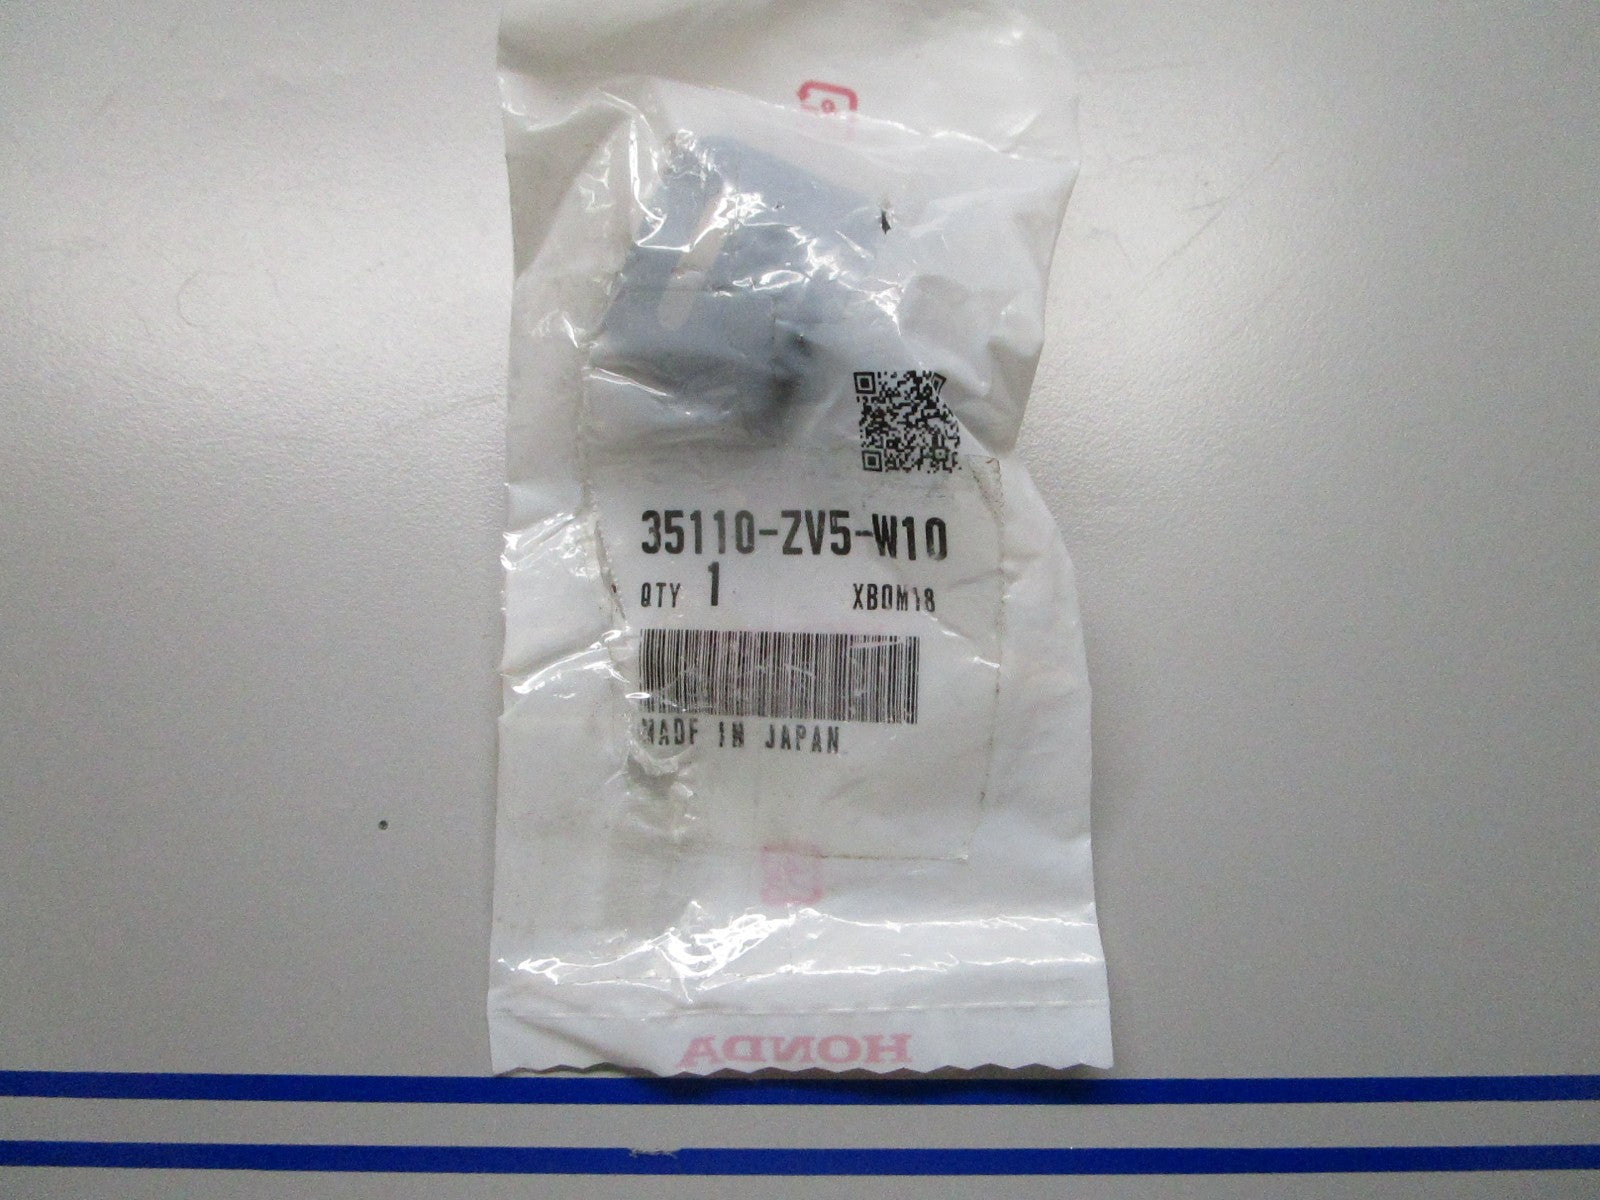 35110-ZV5-W10
QTY 1 XBOM18
MADE IN JAPAN
HONDA